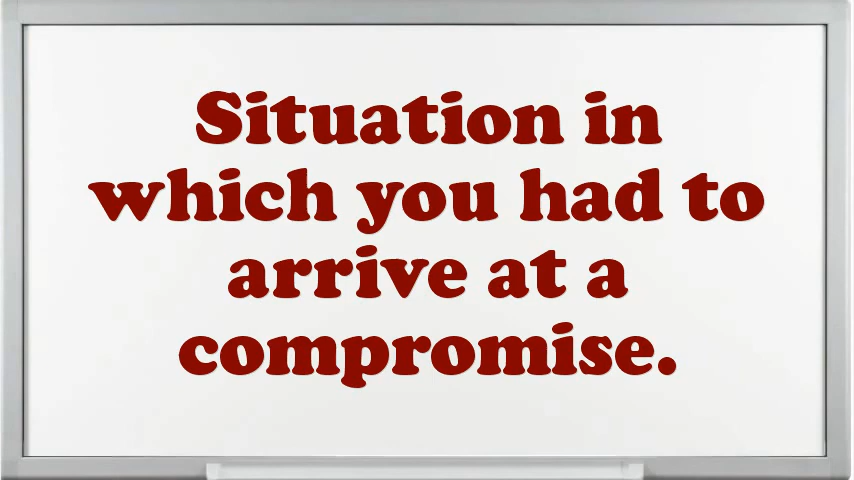 Situation in
which you had to
arrive at a
compromise.